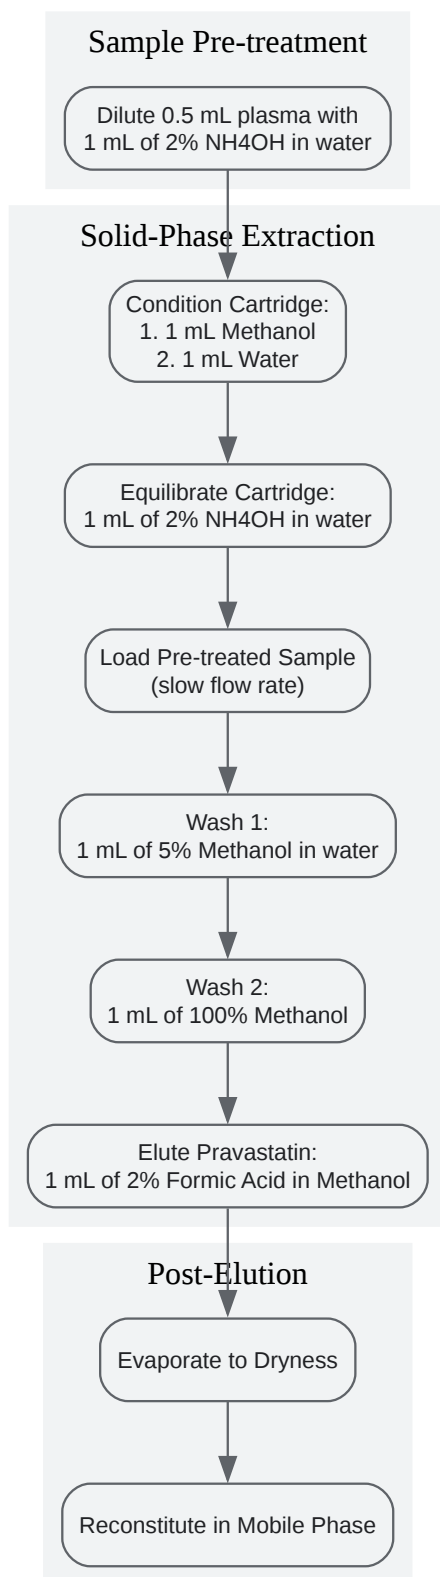 Sample Pre-treatment
Dilute 0.5 mL plasma with
1 mL of 2% NH4OH in water
Solid-Phase Extraction
Condition Cartridge:
1. 1 mL Methanol
2. 1 mL Water
Equilibrate Cartridge:
1 mL of 2% NH4OH in water
Load Pre-treated Sample
(slow flow rate)
Wash 1:
1 mL of 5% Methanol in water
Wash 2:
1 mL of 100% Methanol
Elute Pravastatin:
1 mL of 2% Formic Acid in Methanol
Post-Elution
Evaporate to Dryness
Reconstitute in Mobile Phase